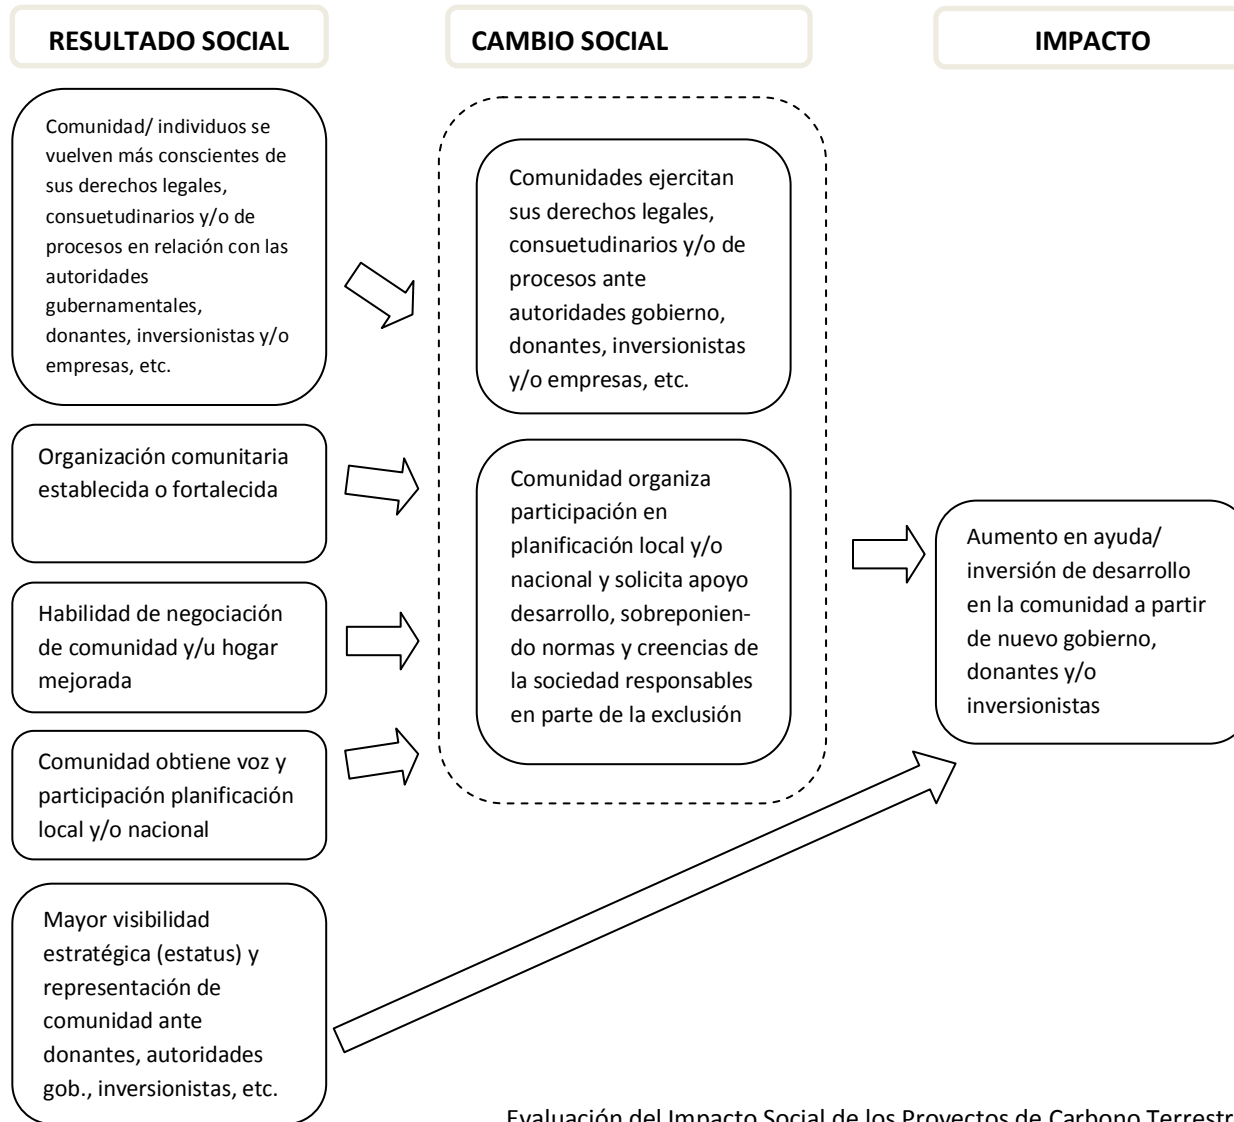 RESULTADO SOCIAL
CAMBIO SOCIAL
IMPACTO
Comunidad/ individuos se
vuelven más conscientes de
sus derechos legales,
consuetudinarios y/o de
procesos en relación con las
autoridades
gubernamentales,
donantes, inversionistas y/o
empresas, etc.
Organización comunitaria
establecida o fortalecida
Habilidad de negociación
de comunidad y/u hogar
mejorada
Comunidad obtiene voz y
participación planificación
local y/o nacional
Mayor visibilidad
estratégica (estatus) y
representación de
comunidad ante
donantes, autoridades
gob., inversionistas, etc.
Comunidades ejercitan
sus derechos legales,
consuetudinarios y/o de
procesos ante
autoridades gobierno,
donantes, inversionistas
y/o empresas, etc.
Comunidad organiza
participación en
planificación local y/o
nacional y solicita apoyo
desarrollo, sobreponien-
do normas y creencias de
la sociedad responsables
en parte de la exclusión
Aumento en ayuda/
inversión de desarrollo
en la comunidad a partir
de nuevo gobierno,
donantes y/o
inversionistas
Evaluación del Impacto Social de los Proyectos de Carbono Terrestr